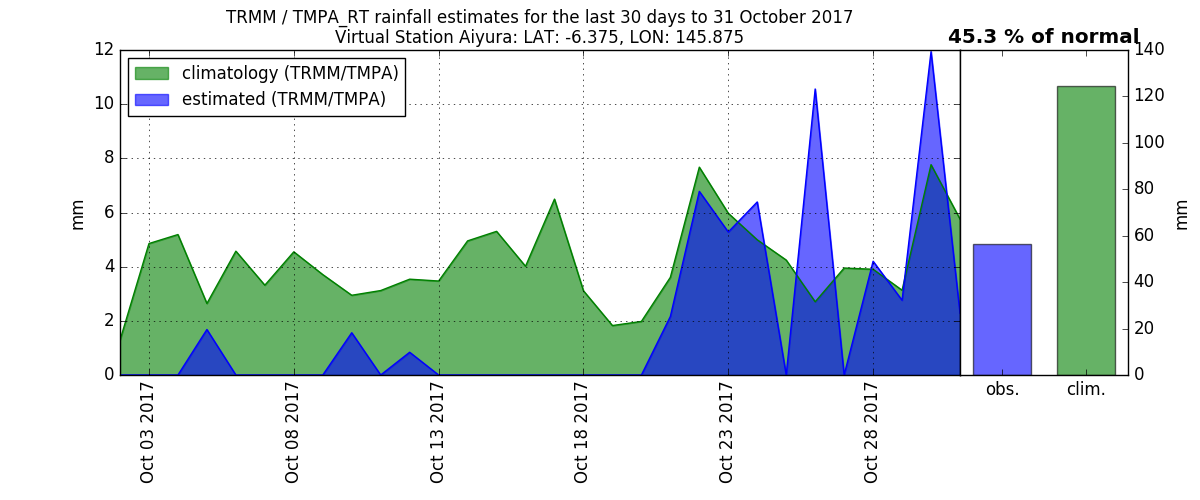 TRMM / TMPA_RT rainfall estimates for the last 30 days to 31 October 2017
Virtual Station Aiyura: LAT: -6.375, LON: 145.875
45.3 % of normal
climatology (TRMM/TMPA)
estimated (TRMM/TMPA)
mm
12
10
8
6
4
2
0
Oct 03 2017
Oct 08 2017
Oct 13 2017
Oct 18 2017
Oct 23 2017
Oct 28 2017
obs.
clim.
140
120
100
80
60
40
20
0
mm